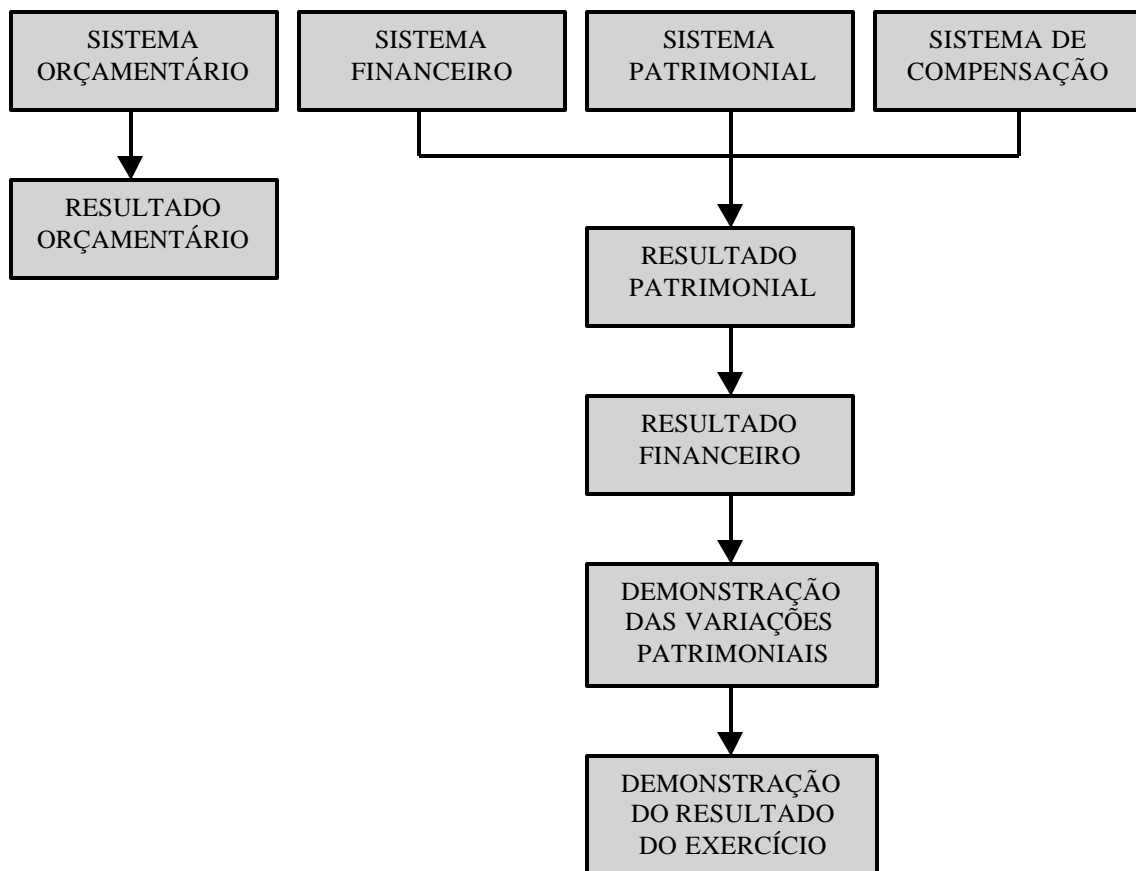 SISTEMA
ORÇAMENTÁRIO
SISTEMA
FINANCEIRO
SISTEMA
PATRIMONIAL
SISTEMA DE
COMPENSAÇÃO
RESULTADO
ORÇAMENTÁRIO
RESULTADO
PATRIMONIAL
RESULTADO
FINANCEIRO
DEMONSTRAÇÃO
DAS VARIAÇÕES
PATRIMONIAIS
DEMONSTRAÇÃO
DO RESULTADO
DO EXERCÍCIO